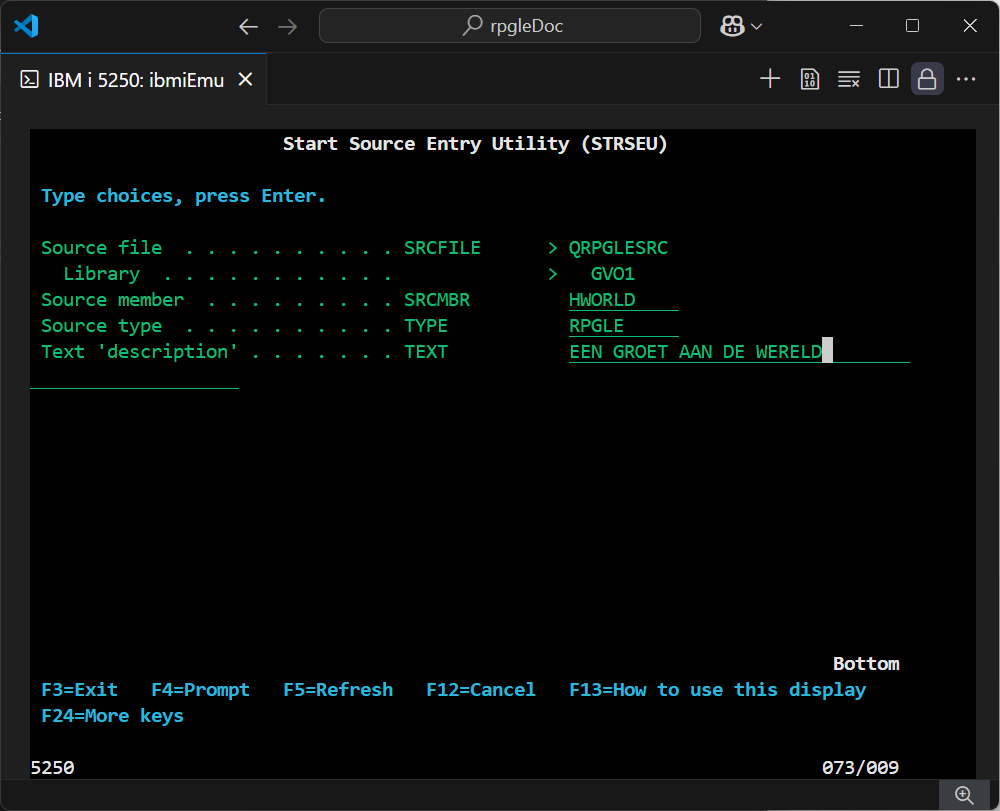 rpgleDoc
IBM i 5250: ibmiEmu
Start Source Entry Utility (STRSEU)
Type choices, press Enter.
Source file . . . . . . . . . . SRCFILE > QRPGLESRC
Library . . . . . . . . . . . > GVO1
Source member . . . . . . . . . SRCMBR HWORLD
Source type . . . . . . . . . . TYPE RPGLE
Text 'description' . . . . . . . TEXT EEN GROET AAN DE WERELD
Bottom
F3=Exit F4=Prompt F5=Refresh F12=Cancel F13=How to use this display
F24=More keys
5250 073/009